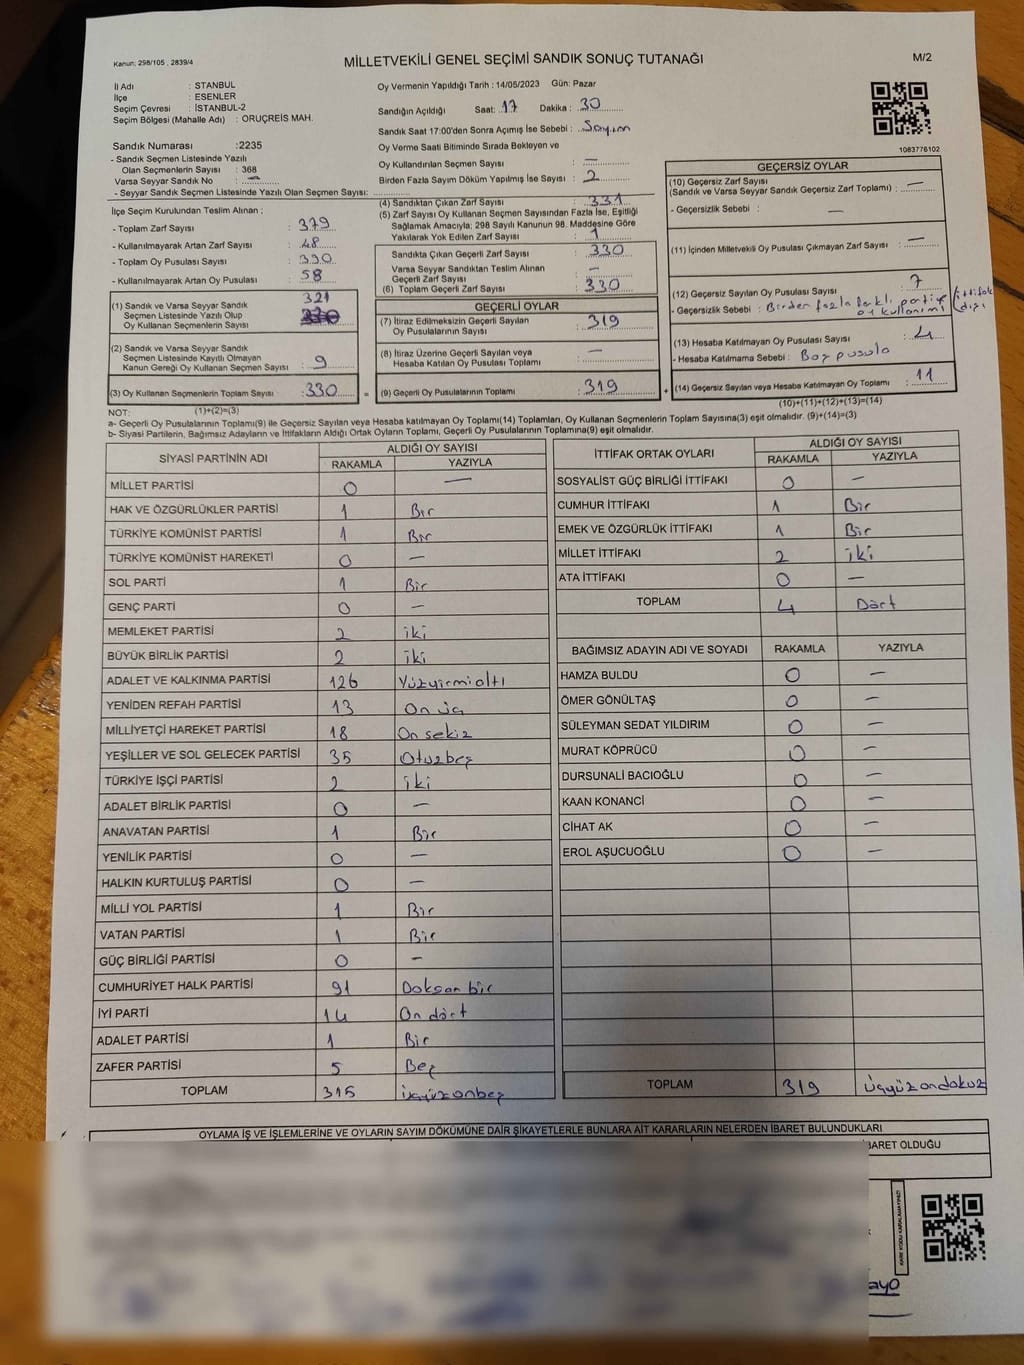 Kanun: 298/105 , 2839/4
MİLLETVEKİLİ GENEL SEÇİMİ SANDIK SONUÇ TUTANAĞI
M/2
İl Adı : STANBUL
İlçe : ESENLER
Seçim Çevresi : İSTANBUL-2
Seçim Bölgesi (Mahalle Adı) : ORUÇREİS MAH.
Oy Vermenin Yapıldığı Tarih : 14/05/2023 Gün: Pazar
Sandığın Açıldığı Saat: 17 Dakika : 30
Sandık Saat 17:00'den Sonra Açımış İse Sebebi : Sayım
Sandık Numarası :2235
- Sandık Seçmen Listesinde Yazılı
Olan Seçmenlerin Sayısı : 368
Varsa Seyyar Sandık No : —
- Seyyar Sandık Seçmen Listesinde Yazılı Olan Seçmen Sayısı:
Oy Verme Saati Bitiminde Sırada Bekleyen ve
Oy Kullandırılan Seçmen Sayısı : —
Birden Fazla Sayım Döküm Yapılmış İse Sayısı : 2
1083776102
İlçe Seçim Kurulundan Teslim Alınan ;
- Toplam Zarf Sayısı : 379
- Kullanılmayarak Artan Zarf Sayısı : 48
- Toplam Oy Pusulası Sayısı : 390
- Kullanılmayarak Artan Oy Pusulası : 58
(1) Sandık ve Varsa Seyyar Sandık
Seçmen Listesinde Yazılı Olup
Oy Kullanan Seçmenlerin Sayısı : 321
(2) Sandık ve Varsa Seyyar Sandık
Seçmen Listesinde Kayıtlı Olmayan
Kanun Gereği Oy Kullanan Seçmen Sayısı : 9
(3) Oy Kullanan Seçmenlerin Toplam Sayısı : 330
(1)+(2)=(3)
(4) Sandıktan Çıkan Zarf Sayısı : 331
(5) Zarf Sayısı Oy Kullanan Seçmen Sayısından Fazla İse, Eşitliği
Sağlamak Amacıyla; 298 Sayılı Kanunun 98. Maddesine Göre
Yakılarak Yok Edilen Zarf Sayısı : 1
Sandıkta Çıkan Geçerli Zarf Sayısı : 330
Varsa Seyyar Sandıktan Teslim Alınan
Geçerli Zarf Sayısı : —
(6) Toplam Geçerli Zarf Sayısı : 330
GEÇERLİ OYLAR
(7) İtiraz Edilmeksizin Geçerli Sayılan
Oy Pusulalarının Sayısı : 319
(8) İtiraz Üzerine Geçerli Sayılan veya
Hesaba Katılan Oy Pusulası Toplamı : —
= (9) Geçerli Oy Pusulalarının Toplamı : 319
GEÇERSİZ OYLAR
(10) Geçersiz Zarf Sayısı
(Sandık ve Varsa Seyyar Sandık Geçersiz Zarf Toplamı) : —
- Geçersizlik Sebebi : —
(11) İçinden Milletvekili Oy Pusulası Çıkmayan Zarf Sayısı : —
(12) Geçersiz Sayılan Oy Pusulası Sayısı : 7
- Geçersizlik Sebebi : Birden fazla farklı partiye (ittifak
oy kullanımı dışı)
(13) Hesaba Katılmayan Oy Pusulası Sayısı : 4
- Hesaba Katılmama Sebebi : Boş pusula
+ (14) Geçersiz Sayılan veya Hesaba Katılmayan Oy Toplamı : 11
(10)+(11)+(12)+(13)=(14)
NOT:
a- Geçerli Oy Pusulalarının Toplamı(9) ile Geçersiz Sayılan veya Hesaba katılmayan Oy Toplamı(14) Toplamları, Oy Kullanan Seçmenlerin Toplam Sayısına(3) eşit olmalıdır. (9)+(14)=(3)
b- Siyasi Partilerin, Bağımsız Adayların ve İttifakların Aldığı Ortak Oyların Toplamı, Geçerli Oy Pusulalarının Toplamına(9) eşit olmalıdır.
SİYASİ PARTİNİN ADI ALDIĞI OY SAYISI
RAKAMLA YAZIYLA
MİLLET PARTİSİ 0 —
HAK VE ÖZGÜRLÜKLER PARTİSİ 1 Bir
TÜRKİYE KOMÜNİST PARTİSİ 1 Bir
TÜRKİYE KOMÜNİST HAREKETİ 0 —
SOL PARTİ 1 Bir
GENÇ PARTİ 0 —
MEMLEKET PARTİSİ 2 iki
BÜYÜK BİRLİK PARTİSİ 2 iki
ADALET VE KALKINMA PARTİSİ 126 Yüzyirmialtı
YENİDEN REFAH PARTİSİ 13 On üç
MİLLİYETÇİ HAREKET PARTİSİ 18 On sekiz
YEŞİLLER VE SOL GELECEK PARTİSİ 35 Otuzbeş
TÜRKİYE İŞÇİ PARTİSİ 2 iki
ADALET BİRLİK PARTİSİ 0 —
ANAVATAN PARTİSİ 1 Bir
YENİLİK PARTİSİ 0 —
HALKIN KURTULUŞ PARTİSİ 0 —
MİLLİ YOL PARTİSİ 1 Bir
VATAN PARTİSİ 1 Bir
GÜÇ BİRLİĞİ PARTİSİ 0 —
CUMHURİYET HALK PARTİSİ 91 Doksan bir
İYİ PARTİ 14 On dört
ADALET PARTİSİ 1 Bir
ZAFER PARTİSİ 5 Beş
TOPLAM 315 üçyüzonbeş
İTTİFAK ORTAK OYLARI ALDIĞI OY SAYISI
RAKAMLA YAZIYLA
SOSYALİST GÜÇ BİRLİĞİ İTTİFAKI 0 —
CUMHUR İTTİFAKI 1 Bir
EMEK VE ÖZGÜRLÜK İTTİFAKI 1 Bir
MİLLET İTTİFAKI 2 iki
ATA İTTİFAKI 0 —
TOPLAM 4 Dört
BAĞIMSIZ ADAYIN ADI VE SOYADI RAKAMLA YAZIYLA
HAMZA BULDU 0 —
ÖMER GÖNÜLTAŞ 0 —
SÜLEYMAN SEDAT YILDIRIM 0 —
MURAT KÖPRÜCÜ 0 —
DURSUNALİ BACIOĞLU 0 —
KAAN KONANCİ 0 —
CİHAT AK 0 —
EROL AŞUCUOĞLU 0 —
TOPLAM 319 üçyüzondokuz
OYLAMA İŞ VE İŞLEMLERİNE VE OYLARIN SAYIM DÖKÜMÜNE DAİR ŞİKAYETLERLE BUNLARA AİT KARARLARIN NELERDEN İBARET BULUNDUKLARI
İBARET OLDUĞU